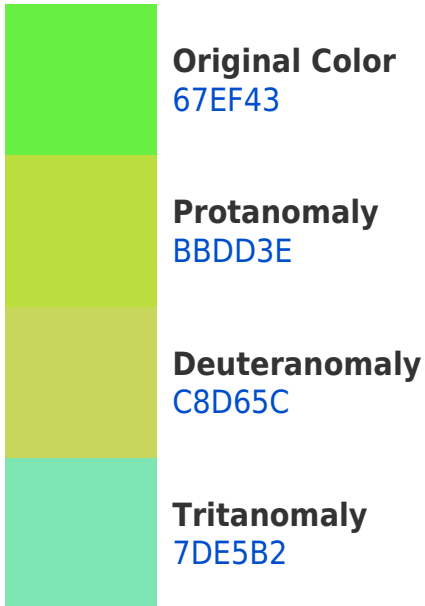 Original Color
67EF43
Protanomaly
BBDD3E
Deuteranomaly
C8D65C
Tritanomaly
7DE5B2